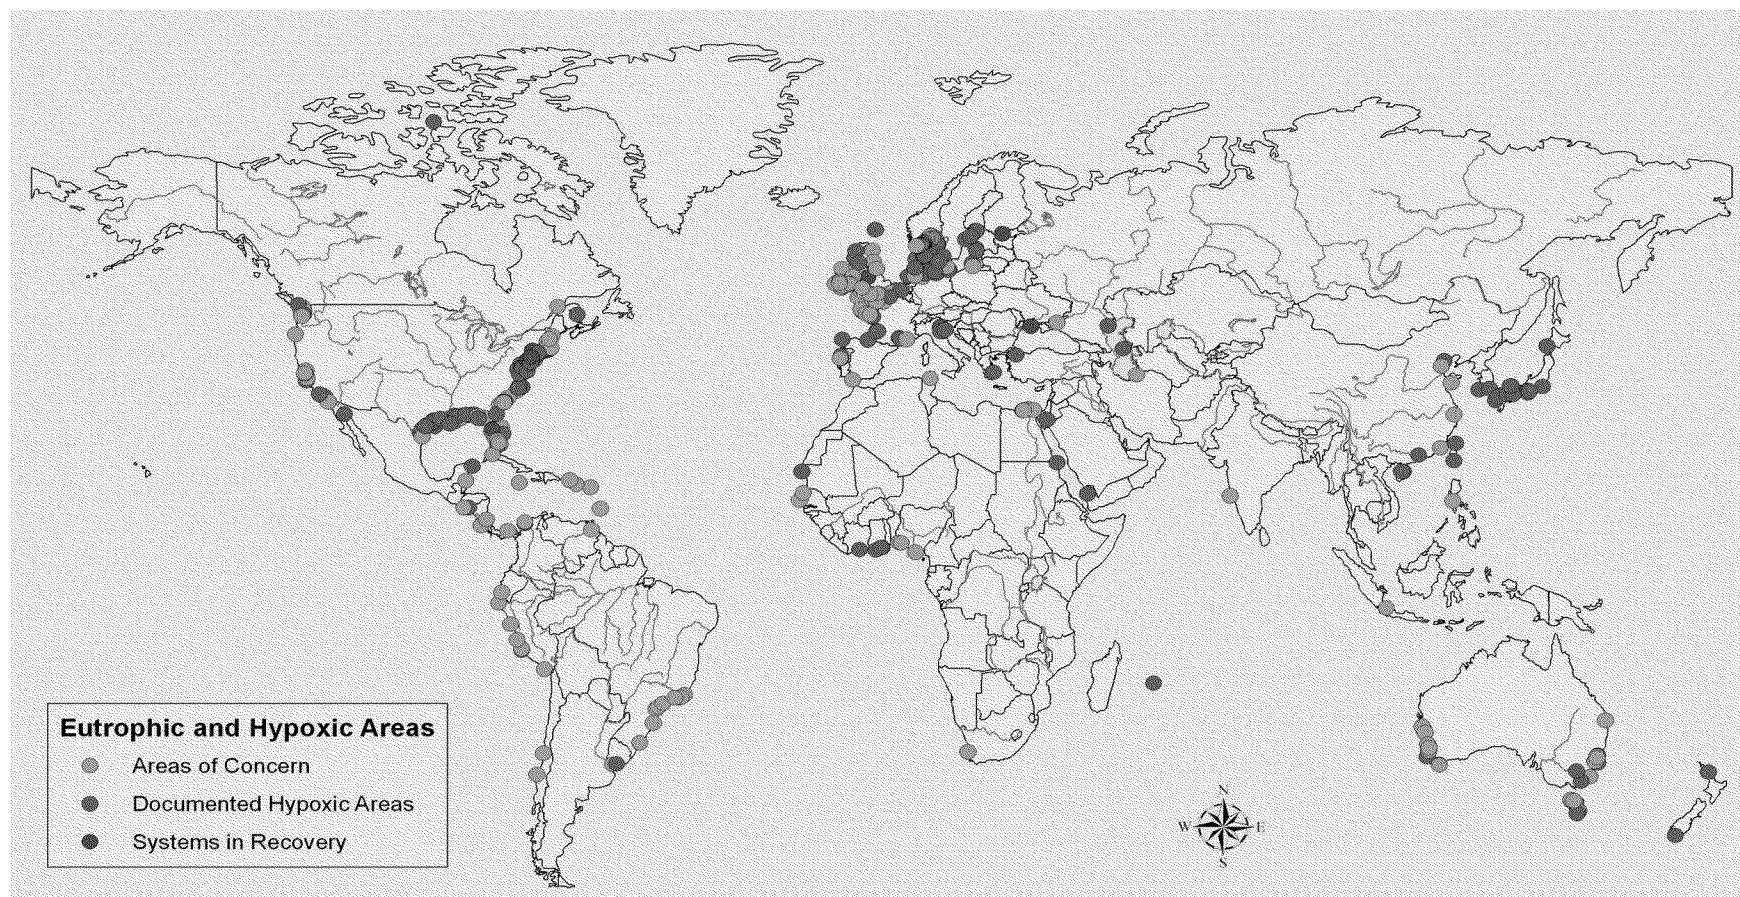 Eutrophic and Hypoxic Areas
Areas of Concern
Documented Hypoxic Areas
Systems in Recovery
N
W E
S